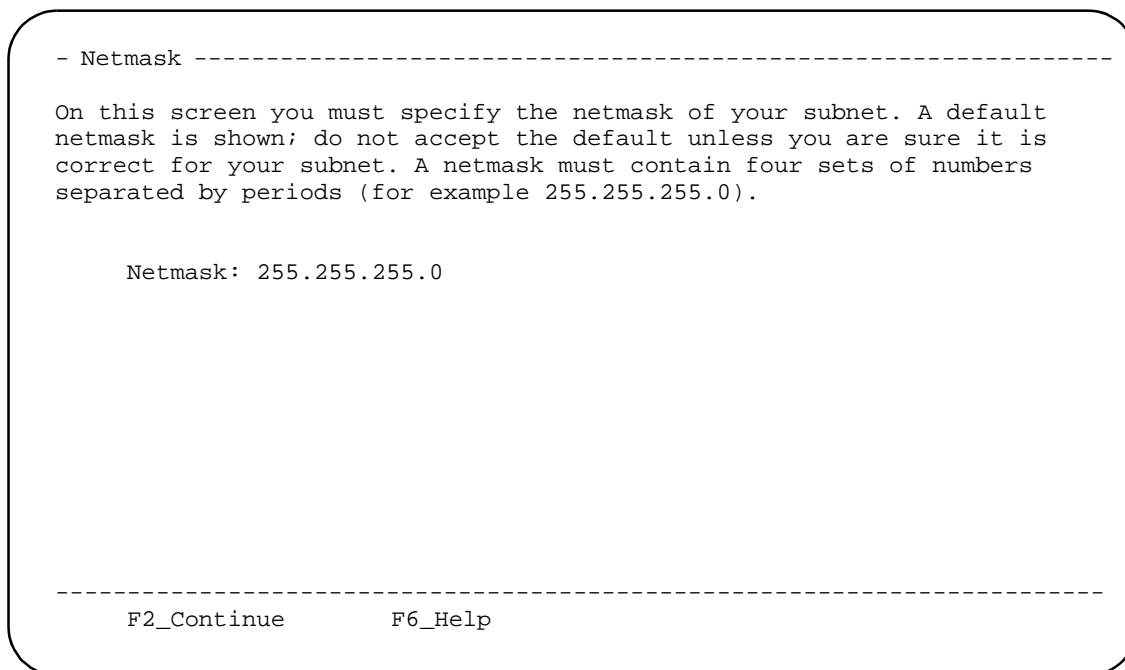 - Netmask ----------------------------------------------------------------
On this screen you must specify the netmask of your subnet. A default
netmask is shown; do not accept the default unless you are sure it is
correct for your subnet. A netmask must contain four sets of numbers
separated by periods (for example 255.255.255.0).
Netmask: 255.255.255.0
-------------------------------------------------------------------------
F2_Continue F6_Help